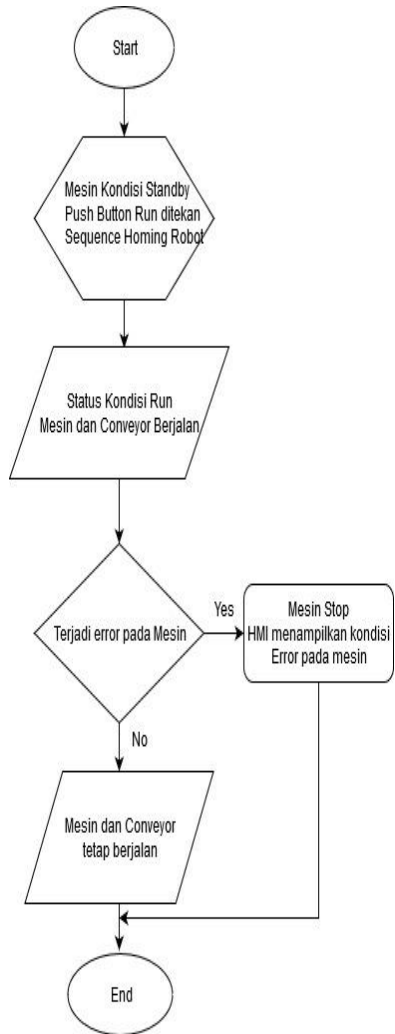 Start
Mesin Kondisi Standby
Push Button Run ditekan
Sequence Homing Robot
Status Kondisi Run
Mesin dan Conveyor Berjalan
Terjadi error pada Mesin
Yes
Mesin Stop
HMI menampilkan kondisi
Error pada mesin
No
Mesin dan Conveyor
tetap berjalan
End